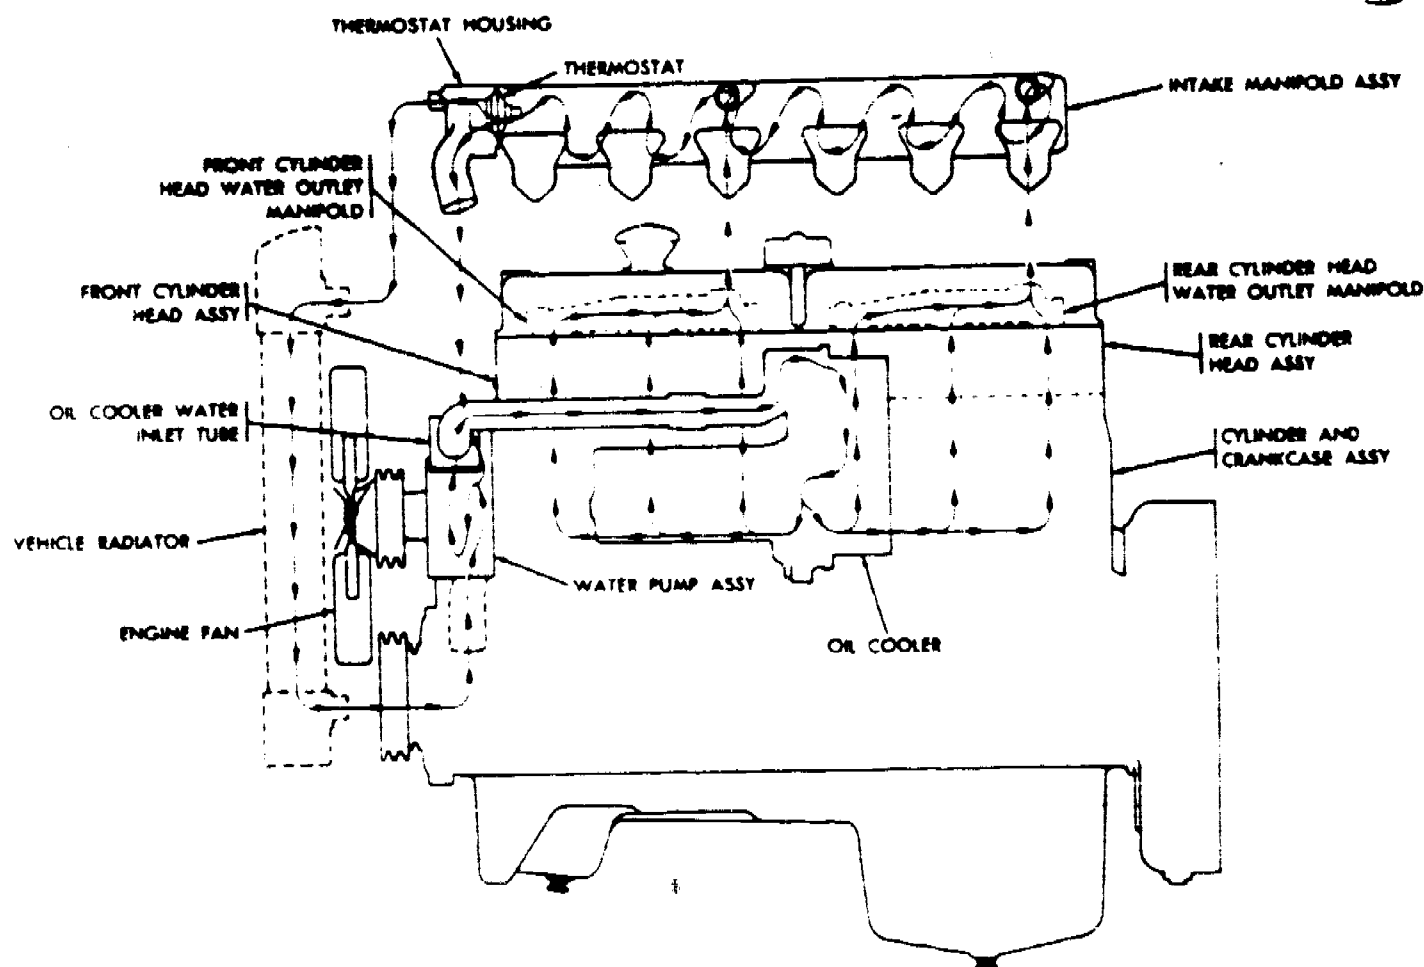 THERMOSTAT HOUSING
THERMOSTAT
INTAKE MANIFOLD ASSY
FRONT CYLINDER
HEAD WATER OUTLET
MANIFOLD
FRONT CYLINDER
HEAD ASSY
REAR CYLINDER HEAD
WATER OUTLET MANIFOLD
REAR CYLINDER
HEAD ASSY
OIL COOLER WATER
INLET TUBE
CYLINDER AND
CRANKCASE ASSY
VEHICLE RADIATOR
WATER PUMP ASSY
ENGINE FAN
OIL COOLER